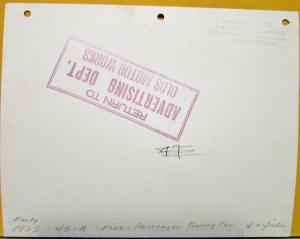 RETURN TO
ADVERTISING DEPT.
OLDS MOTOR WORKS
47
Early
1923 43-A Five-Passenger Touring Car 4 cylinder